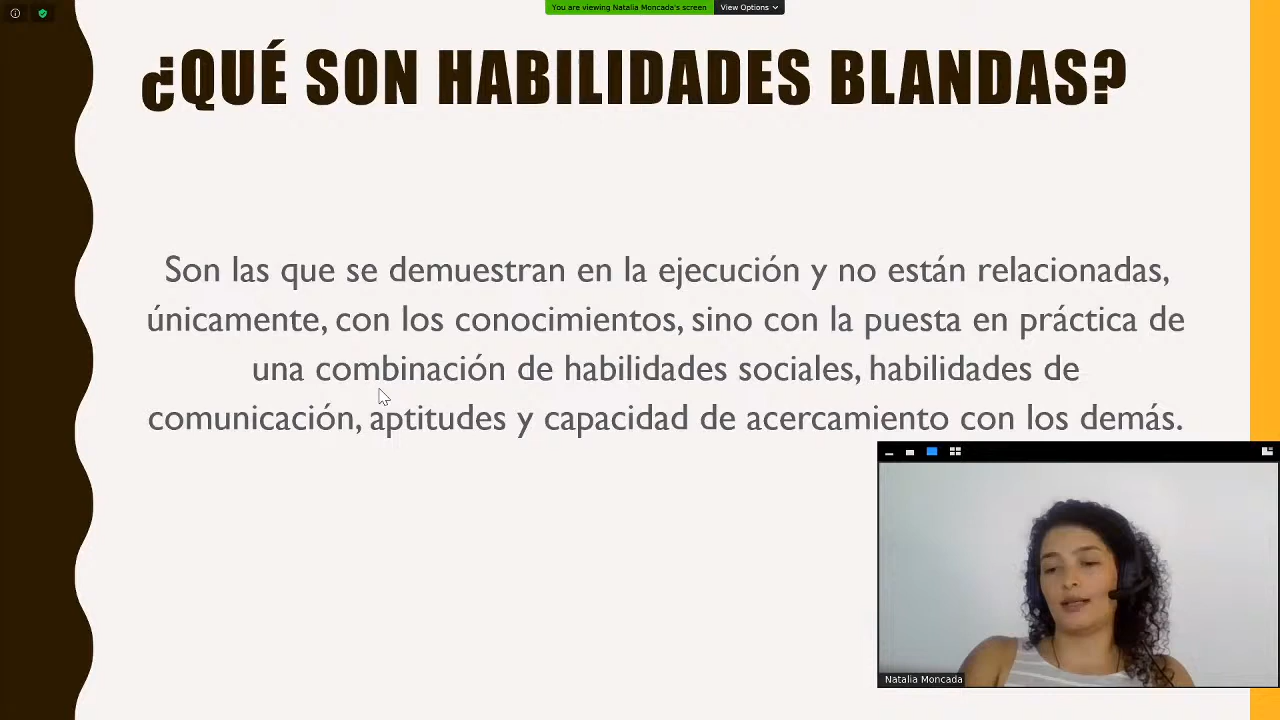 You are viewing Natalia Moncada's screen
View Options
¿QUÉ SON HABILIDADES BLANDAS?
Son las que se demuestran en la ejecución y no están relacionadas,
únicamente, con los conocimientos, sino con la puesta en práctica de
una combinación de habilidades sociales, habilidades de
comunicación, aptitudes y capacidad de acercamiento con los demás.
Natalia Moncada